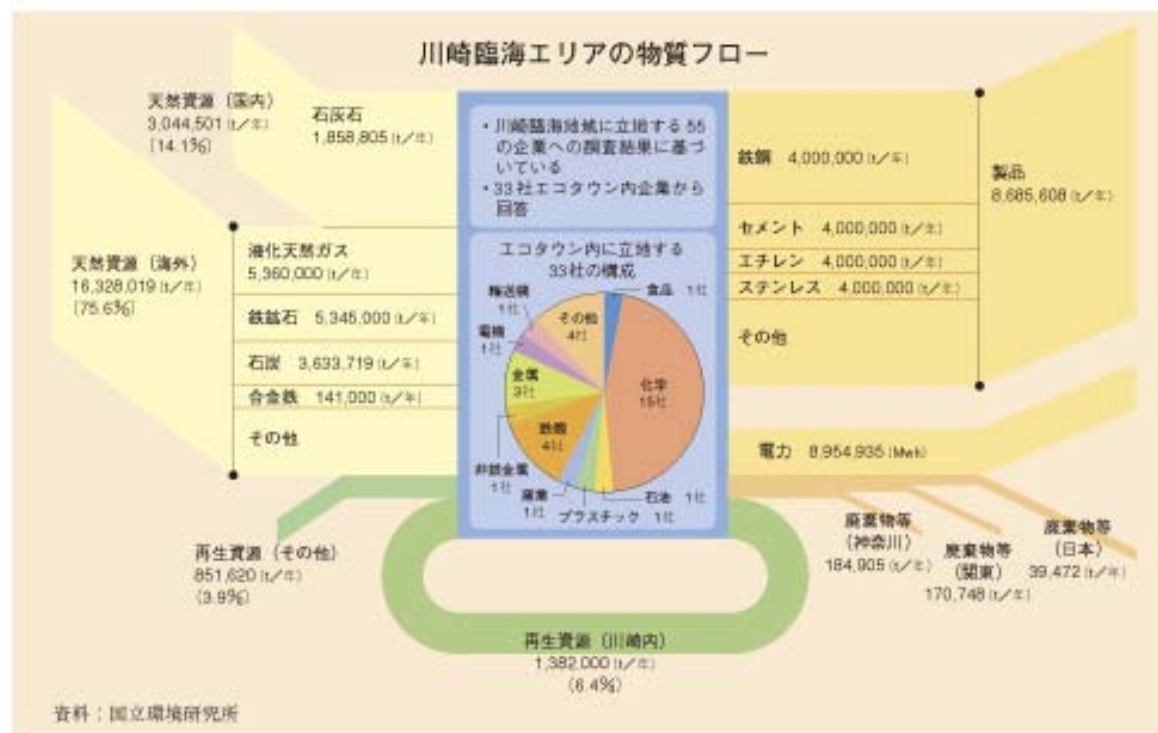 川崎臨海エリアの物質フロー
天然資源（国内）
3,044,501（t／年）
（14.1%）
石灰石
1,858,805（t／年）
天然資源（海外）
16,328,019（t／年）
（75.6%）
液化天然ガス
5,360,000（t／年）
鉄鉱石 5,345,000（t／年）
石炭 3,633,719（t／年）
合金鉄 141,000（t／年）
その他
・川崎臨海地域に立地する 55
の企業への調査結果に基づ
いている
・33社エコタウン内企業から
回答
エコタウン内に立地する
33社の構成
食品 1社
化学
15社
石油 1社
プラスチック 1社
窯業
1社
鉄鋼
4社
非鉄金属
1社
金属
3社
電機
1社
輸送機
1社
その他
4社
鉄鋼 4,000,000（t／年）
セメント 4,000,000（t／年）
エチレン 4,000,000（t／年）
ステンレス 4,000,000（t／年）
その他
製品
8,685,608（t／年）
電力 8,954,935（Mwh）
廃棄物等
（神奈川）
184,905（t／年）
廃棄物等
（関東）
170,748（t／年）
廃棄物等
（日本）
39,472（t／年）
再生資源（その他）
851,620（t／年）
（3.9%）
再生資源（川崎内）
1,382,000（t／年）
（6.4%）
資料：国立環境研究所